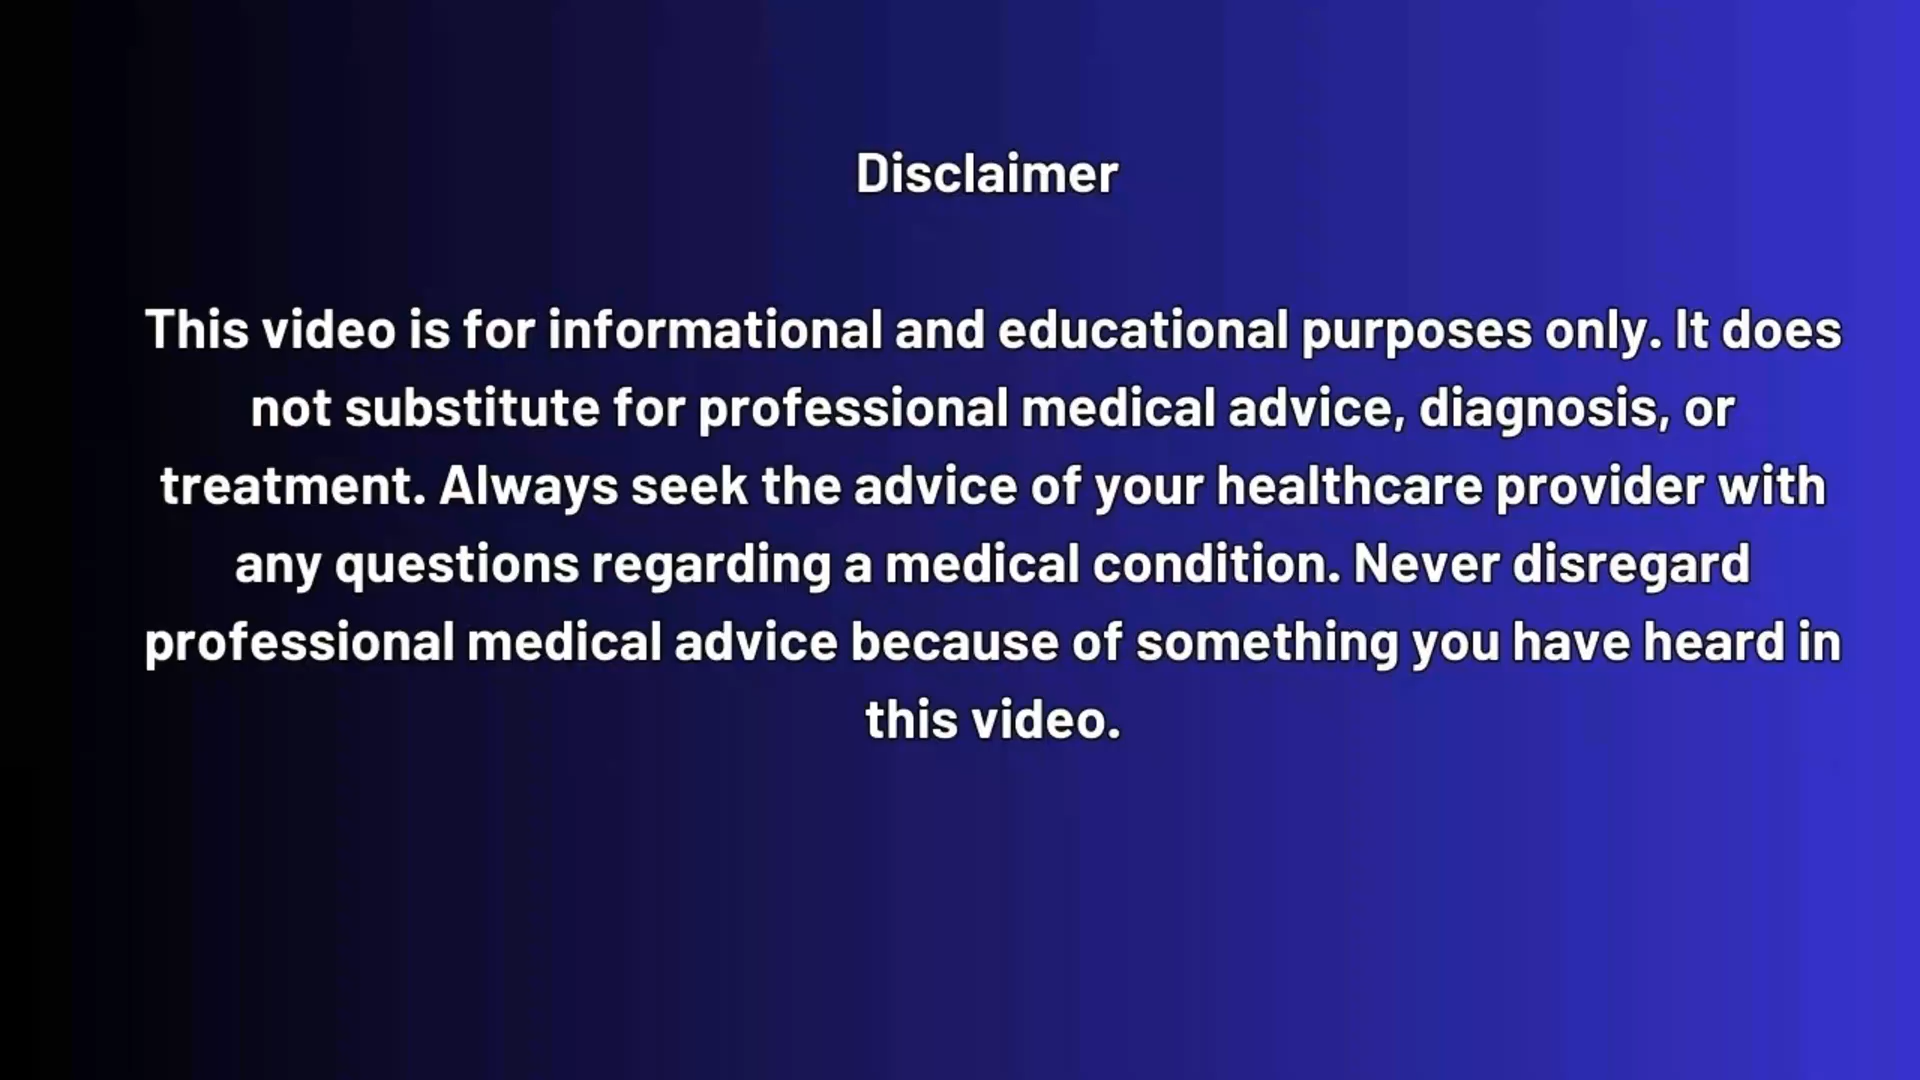 Disclaimer
This video is for informational and educational purposes only. It does
not substitute for professional medical advice, diagnosis, or
treatment. Always seek the advice of your healthcare provider with
any questions regarding a medical condition. Never disregard
professional medical advice because of something you have heard in
this video.